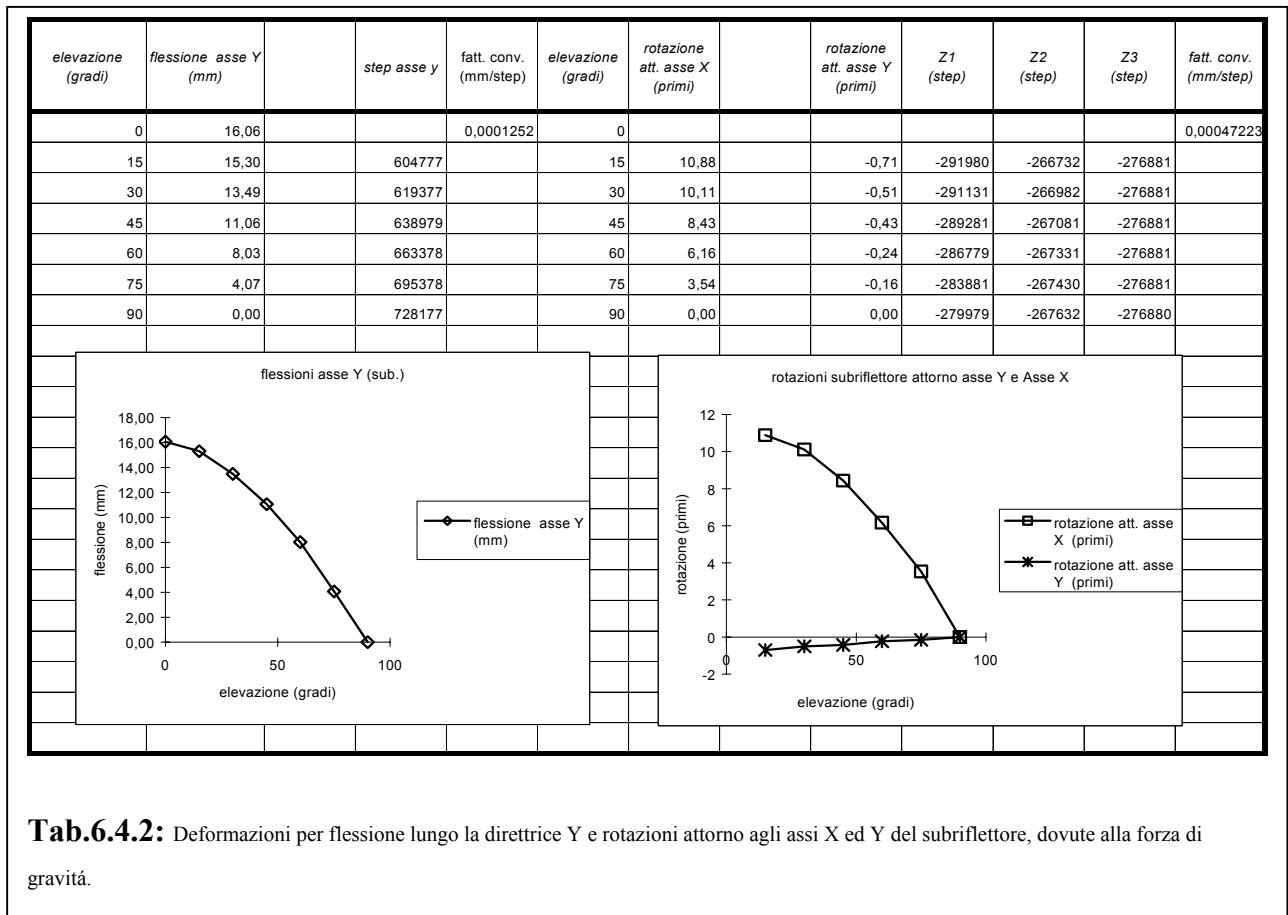 elevazione (gradi) flessione asse Y (mm) step asse y fatt. conv. (mm/step) elevazione (gradi) rotazione att. asse X (primi) rotazione att. asse Y (primi) Z1 (step) Z2 (step) Z3 (step) fatt. conv. (mm/step)
0 16,06 0,0001252 0 0,00047223
15 15,30 604777 15 10,88 -0,71 -291980 -266732 -276881
30 13,49 619377 30 10,11 -0,51 -291131 -266982 -276881
45 11,06 638979 45 8,43 -0,43 -289281 -267081 -276881
60 8,03 663378 60 6,16 -0,24 -286779 -267331 -276881
75 4,07 695378 75 3,54 -0,16 -283881 -267430 -276881
90 0,00 728177 90 0,00 0,00 -279979 -267632 -276880
flessioni asse Y (sub.)
18,00
16,00
14,00
12,00
10,00
8,00
6,00
4,00
2,00
0,00
0 50 100
flessione (mm)
elevazione (gradi)
flessione asse Y
(mm)
rotazioni subriflettore attorno asse Y e Asse X
12
10
8
6
4
2
0
-2
0 50 100
rotazione (primi)
elevazione (gradi)
rotazione att. asse
X (primi)
rotazione att. asse
Y (primi)
Tab.6.4.2: Deformazioni per flessione lungo la direttrice Y e rotazioni attorno agli assi X ed Y del subriflettore, dovute alla forza di
gravitá.